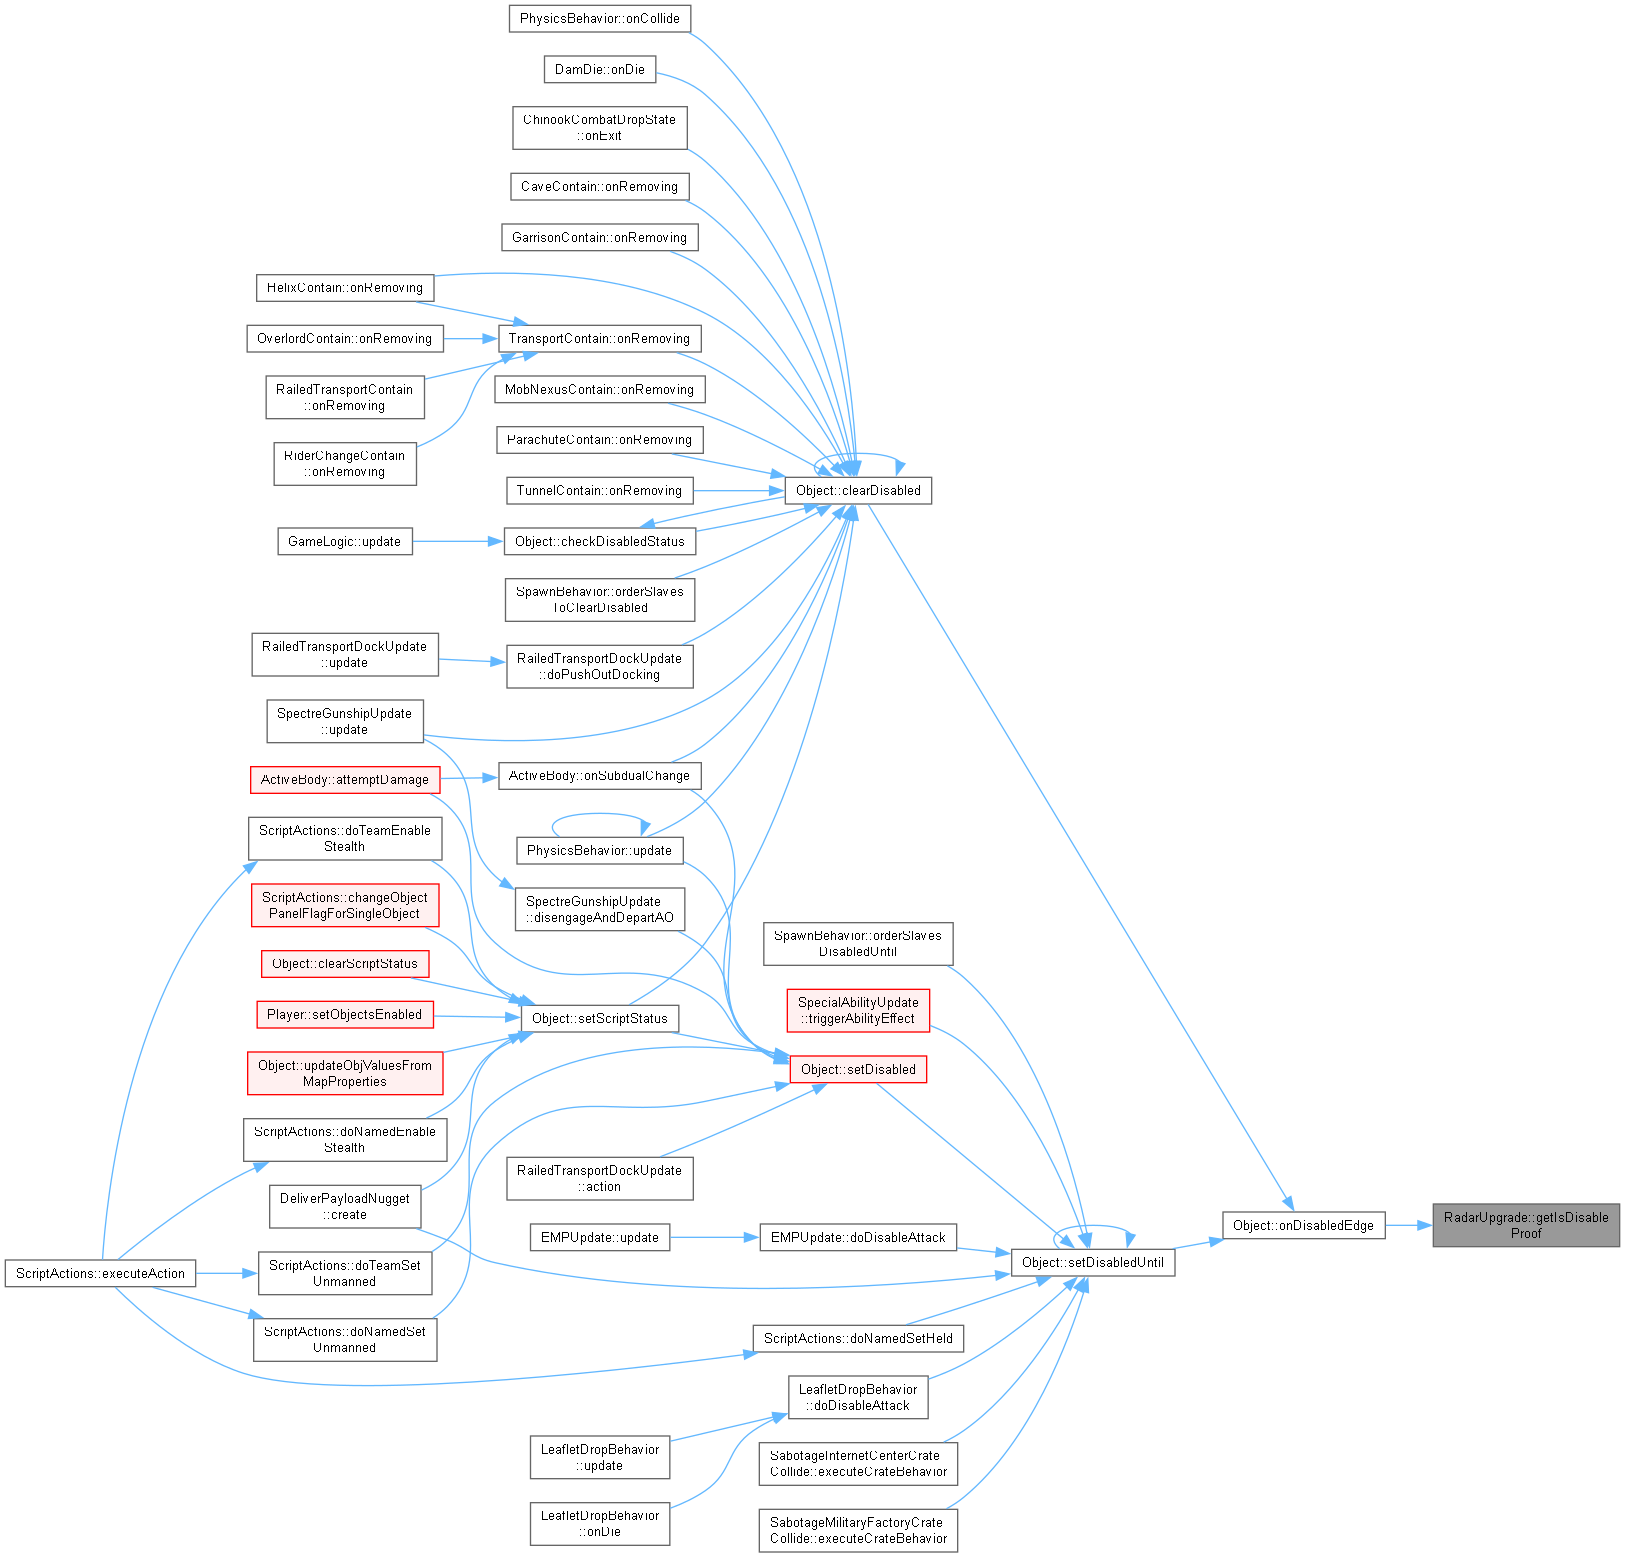 PhysicsBehavior::onCollide
DamDie::onDie
ChinookCombatDropState
::onExit
CaveContain::onRemoving
GarrisonContain::onRemoving
HelixContain::onRemoving
OverlordContain::onRemoving
TransportContain::onRemoving
RailedTransportContain
::onRemoving
MobNexusContain::onRemoving
RiderChangeContain
::onRemoving
ParachuteContain::onRemoving
TunnelContain::onRemoving
Object::clearDisabled
GameLogic::update
Object::checkDisabledStatus
SpawnBehavior::orderSlaves
ToClearDisabled
RailedTransportDockUpdate
::update
RailedTransportDockUpdate
::doPushOutDocking
SpectreGunshipUpdate
::update
ActiveBody::attemptDamage
ActiveBody::onSubdualChange
ScriptActions::doTeamEnable
Stealth
PhysicsBehavior::update
ScriptActions::changeObject
PanelFlagForSingleObject
SpectreGunshipUpdate
::disengageAndDepartAO
Object::clearScriptStatus
SpawnBehavior::orderSlaves
DisabledUntil
Player::setObjectsEnabled
Object::setScriptStatus
SpecialAbilityUpdate
::triggerAbilityEffect
Object::updateObjValuesFrom
MapProperties
Object::setDisabled
ScriptActions::doNamedEnable
Stealth
RailedTransportDockUpdate
::action
DeliverPayloadNugget
::create
EMPUpdate::update
EMPUpdate::doDisableAttack
Object::onDisabledEdge
RadarUpgrade::getIsDisable
Proof
ScriptActions::executeAction
ScriptActions::doTeamSet
Unmanned
Object::setDisabledUntil
ScriptActions::doNamedSet
Unmanned
ScriptActions::doNamedSetHeld
LeafletDropBehavior
::doDisableAttack
LeafletDropBehavior
::update
SabotageInternetCenterCrate
Collide::executeCrateBehavior
LeafletDropBehavior
::onDie
SabotageMilitaryFactoryCrate
Collide::executeCrateBehavior